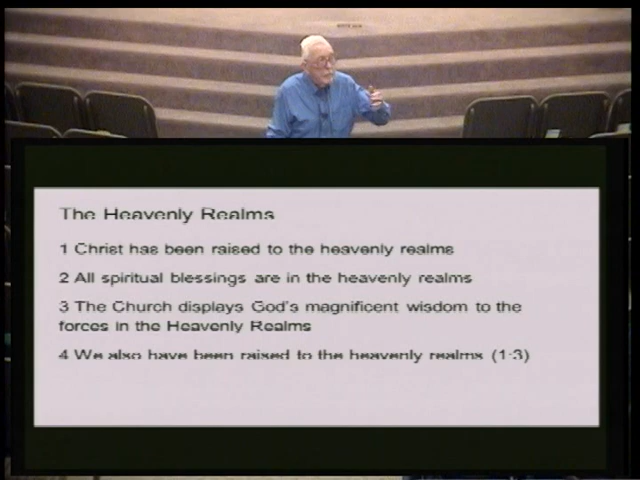 The Heavenly Realms
1 Christ has been raised to the heavenly realms
2 All spiritual blessings are in the heavenly realms
3 The Church displays God's magnificent wisdom to the
forces in the Heavenly Realms
4 We also have been raised to the heavenly realms (1:3)